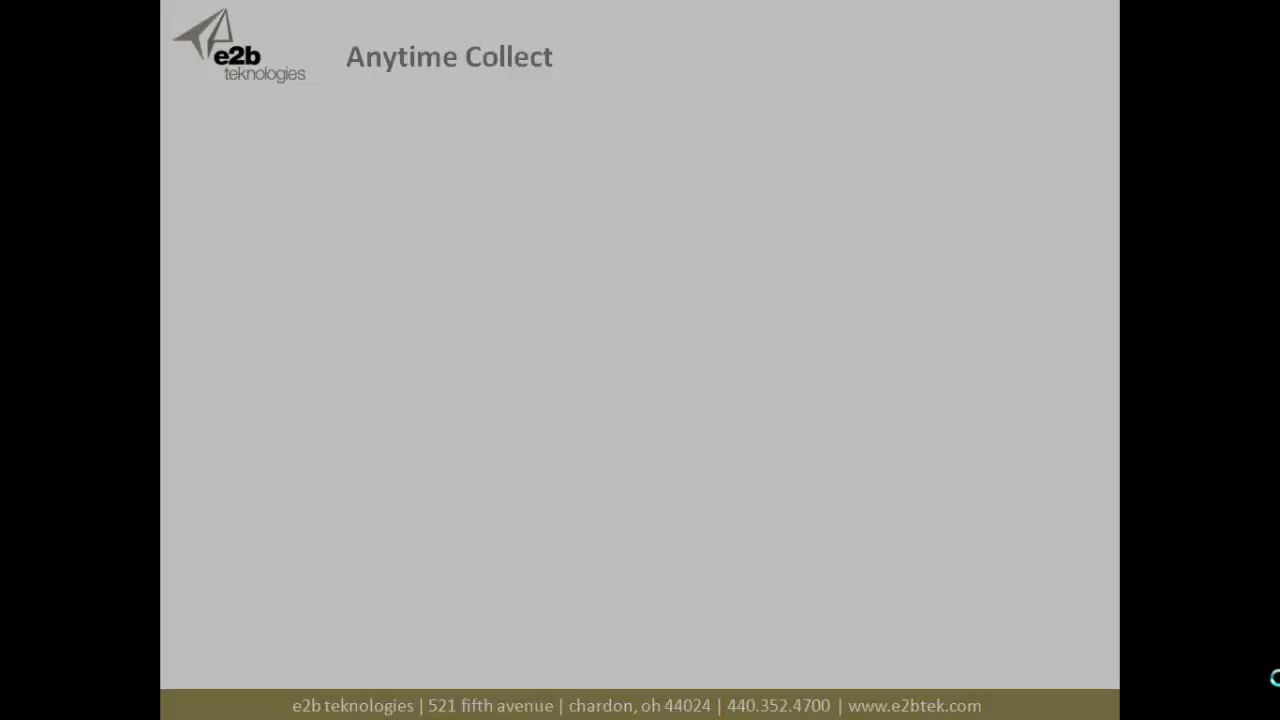 e2b
teknologies
Anytime Collect
e2b teknologies | 521 fifth avenue | chardon, oh 44024 | 440.352.4700 | www.e2btek.com